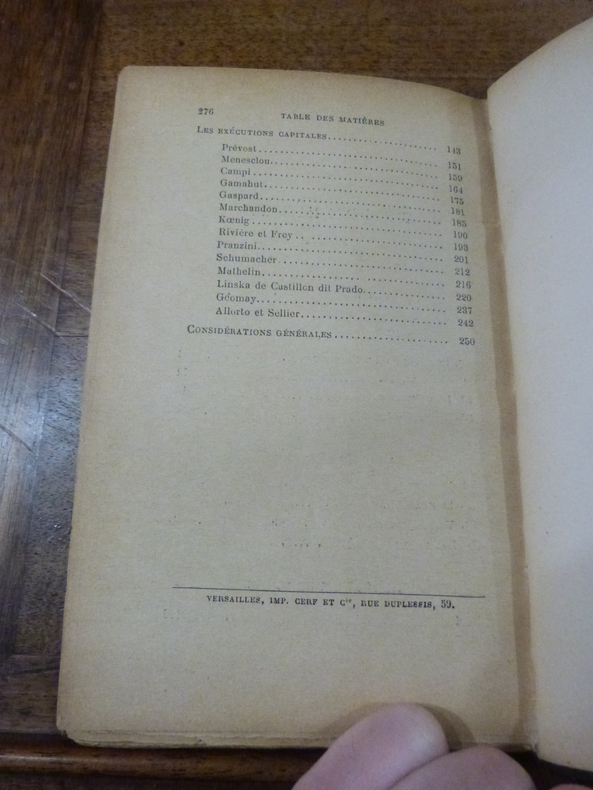 276 TABLE DES MATIÈRES
LES EXÉCUTIONS CAPITALES........................ 143
Prévost........................ 151
Menesclou........................ 159
Campi........................ 164
Gamahut........................ 175
Gaspard........................ 181
Marchandon........................ 185
Kœnig........................ 190
Rivière et Frey........................ 193
Pranzini........................ 201
Schumacher........................ 212
Mathelin........................ 216
Linska de Castillon dit Prado........................ 220
Géomay........................ 237
Allorto et Sellier........................ 242
CONSIDÉRATIONS GÉNÉRALES........................ 250
VERSAILLES, IMP. CERF ET Cie, RUE DUPLESSIS, 59.